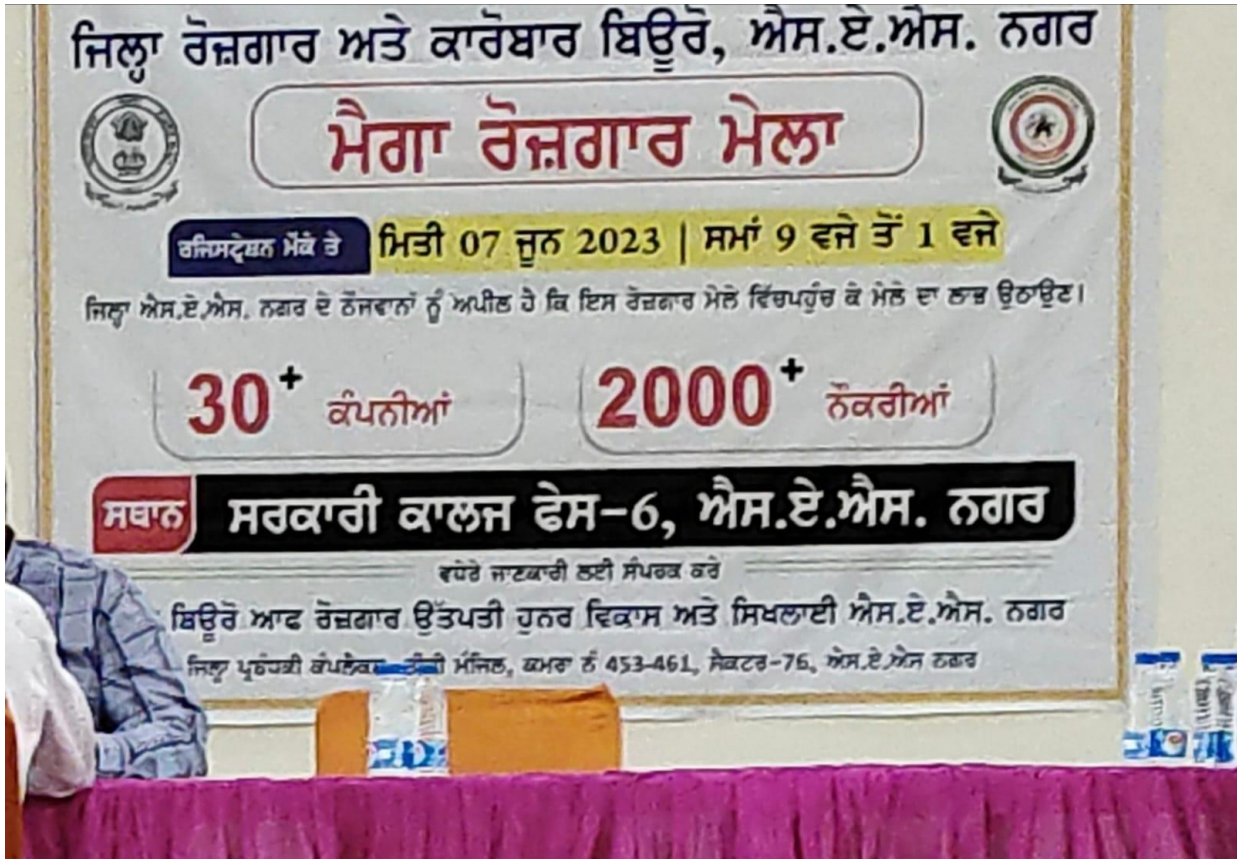 ਜਿਲ੍ਹਾ ਰੋਜ਼ਗਾਰ ਅਤੇ ਕਾਰੋਬਾਰ ਬਿਊਰੋ, ਐਸ.ਏ.ਐਸ. ਨਗਰ
ਮੈਗਾ ਰੋਜ਼ਗਾਰ ਮੇਲਾ
ਰਜਿਸਟ੍ਰੇਸ਼ਨ ਮੌਕੇ ਤੇ ਮਿਤੀ 07 ਜੂਨ 2023 | ਸਮਾਂ 9 ਵਜੇ ਤੋਂ 1 ਵਜੇ
ਜਿਲ੍ਹਾ ਐਸ.ਏ.ਐਸ. ਨਗਰ ਦੇ ਨੌਜਵਾਨਾਂ ਨੂੰ ਅਪੀਲ ਹੈ ਕਿ ਇਸ ਰੋਜ਼ਗਾਰ ਮੇਲੇ ਵਿੱਚਪਹੁੰਚ ਕੇ ਮੇਲੇ ਦਾ ਲਾਭ ਉਠਾਉਣ।
30+ ਕੰਪਨੀਆਂ 2000+ ਨੌਕਰੀਆਂ
ਸਥਾਨ ਸਰਕਾਰੀ ਕਾਲਜ ਫੇਸ-6, ਐਸ.ਏ.ਐਸ. ਨਗਰ
ਵਧੇਰੇ ਜਾਣਕਾਰੀ ਲਈ ਸੰਪਰਕ ਕਰੋ
ਬਿਊਰੋ ਆਫ ਰੋਜ਼ਗਾਰ ਉੱਤਪਤੀ ਹੁਨਰ ਵਿਕਾਸ ਅਤੇ ਸਿਖਲਾਈ ਐਸ.ਏ.ਐਸ. ਨਗਰ
ਜਿਲ੍ਹਾ ਪ੍ਰਬੰਧਕੀ ਕੰਪਲੈਕਸ ਮੰਜਿਲ, ਕਮਰਾ ਨੰ 453-461, ਸੈਕਟਰ-76, ਐਸ.ਏ.ਐਸ ਨਗਰ